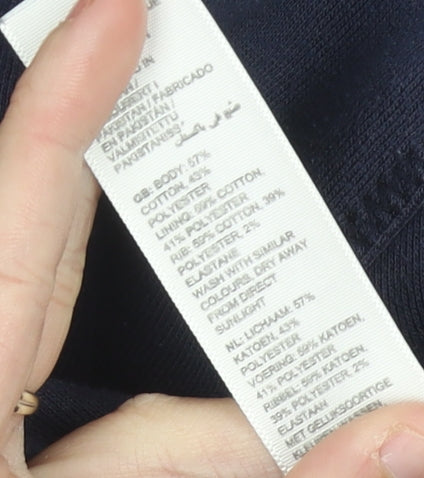 PAKISTAN / FABRICADO
EN PAKISTÁN /
VALMISTETTU
PAKISTANISSA
صنع في باكستان
GB: BODY: 57%
COTTON, 43%
POLYESTER
LINING: 59% COTTON,
41% POLYESTER
RIB: 59% COTTON, 39%
POLYESTER, 2%
ELASTANE
WASH WITH SIMILAR
COLOURS, DRY AWAY
FROM DIRECT
SUNLIGHT
NL: LICHAAM: 57%
KATOEN, 43%
POLYESTER
VOERING: 59% KATOEN,
41% POLYESTER
RIBBEL: 59% KATOEN,
39% POLYESTER, 2%
ELASTAAN
MET GELIJKSOORTIGE